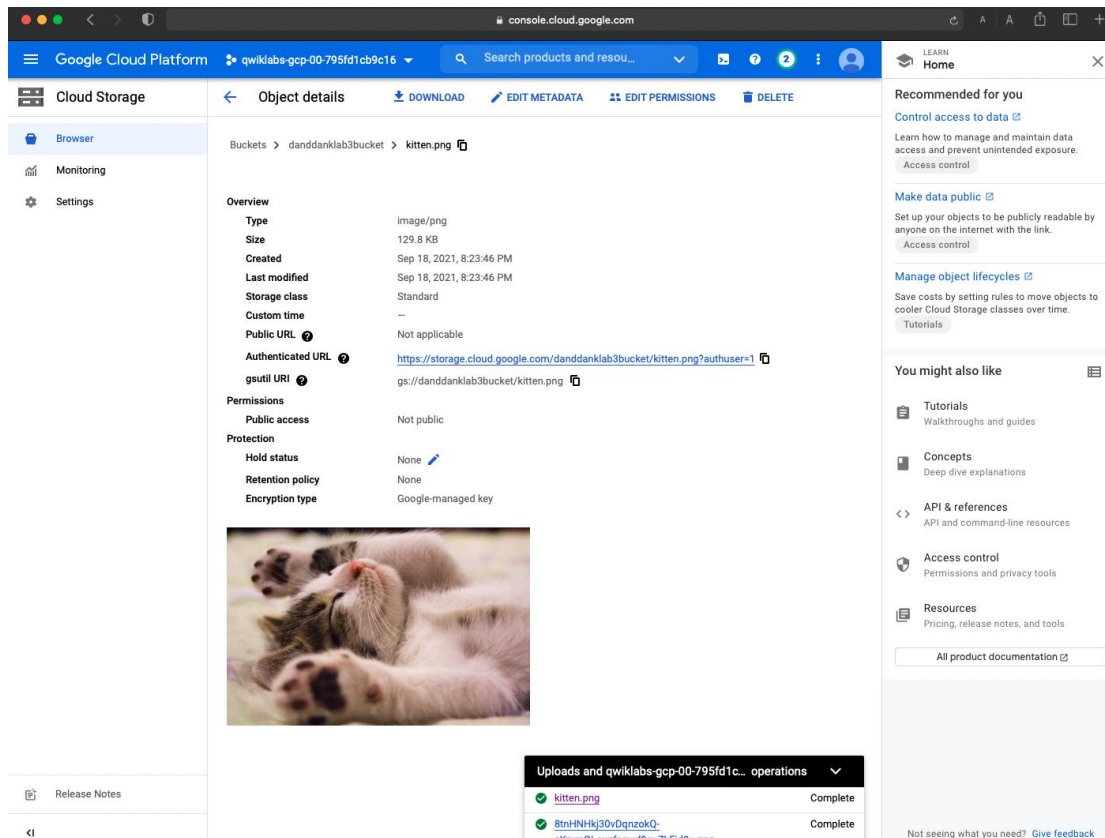 console.cloud.google.com
Google Cloud Platform
qwiklabs-gcp-00-795fd1cb9c16
Search products and resou...
2
LEARN
Home
Cloud Storage
Object details
DOWNLOAD
EDIT METADATA
EDIT PERMISSIONS
DELETE
Browser
Monitoring
Settings
Buckets > danddanklab3bucket > kitten.png
Overview
Type image/png
Size 129.8 KB
Created Sep 18, 2021, 8:23:46 PM
Last modified Sep 18, 2021, 8:23:46 PM
Storage class Standard
Custom time —
Public URL Not applicable
Authenticated URL https://storage.cloud.google.com/danddanklab3bucket/kitten.png?authuser=1
gsutil URI gs://danddanklab3bucket/kitten.png
Permissions
Public access Not public
Protection
Hold status None
Retention policy None
Encryption type Google-managed key
Recommended for you
Control access to data
Learn how to manage and maintain data
access and prevent unintended exposure.
Access control
Make data public
Set up your objects to be publicly readable by
anyone on the internet with the link.
Access control
Manage object lifecycles
Save costs by setting rules to move objects to
cooler Cloud Storage classes over time.
Tutorials
You might also like
Tutorials
Walkthroughs and guides
Concepts
Deep dive explanations
API & references
API and command-line resources
Access control
Permissions and privacy tools
Resources
Pricing, release notes, and tools
All product documentation
Uploads and qwiklabs-gcp-00-795fd1c... operations
kitten.png Complete
8tnHNHkj30vDqnzokQ- Complete
Release Notes
Not seeing what you need? Give feedback